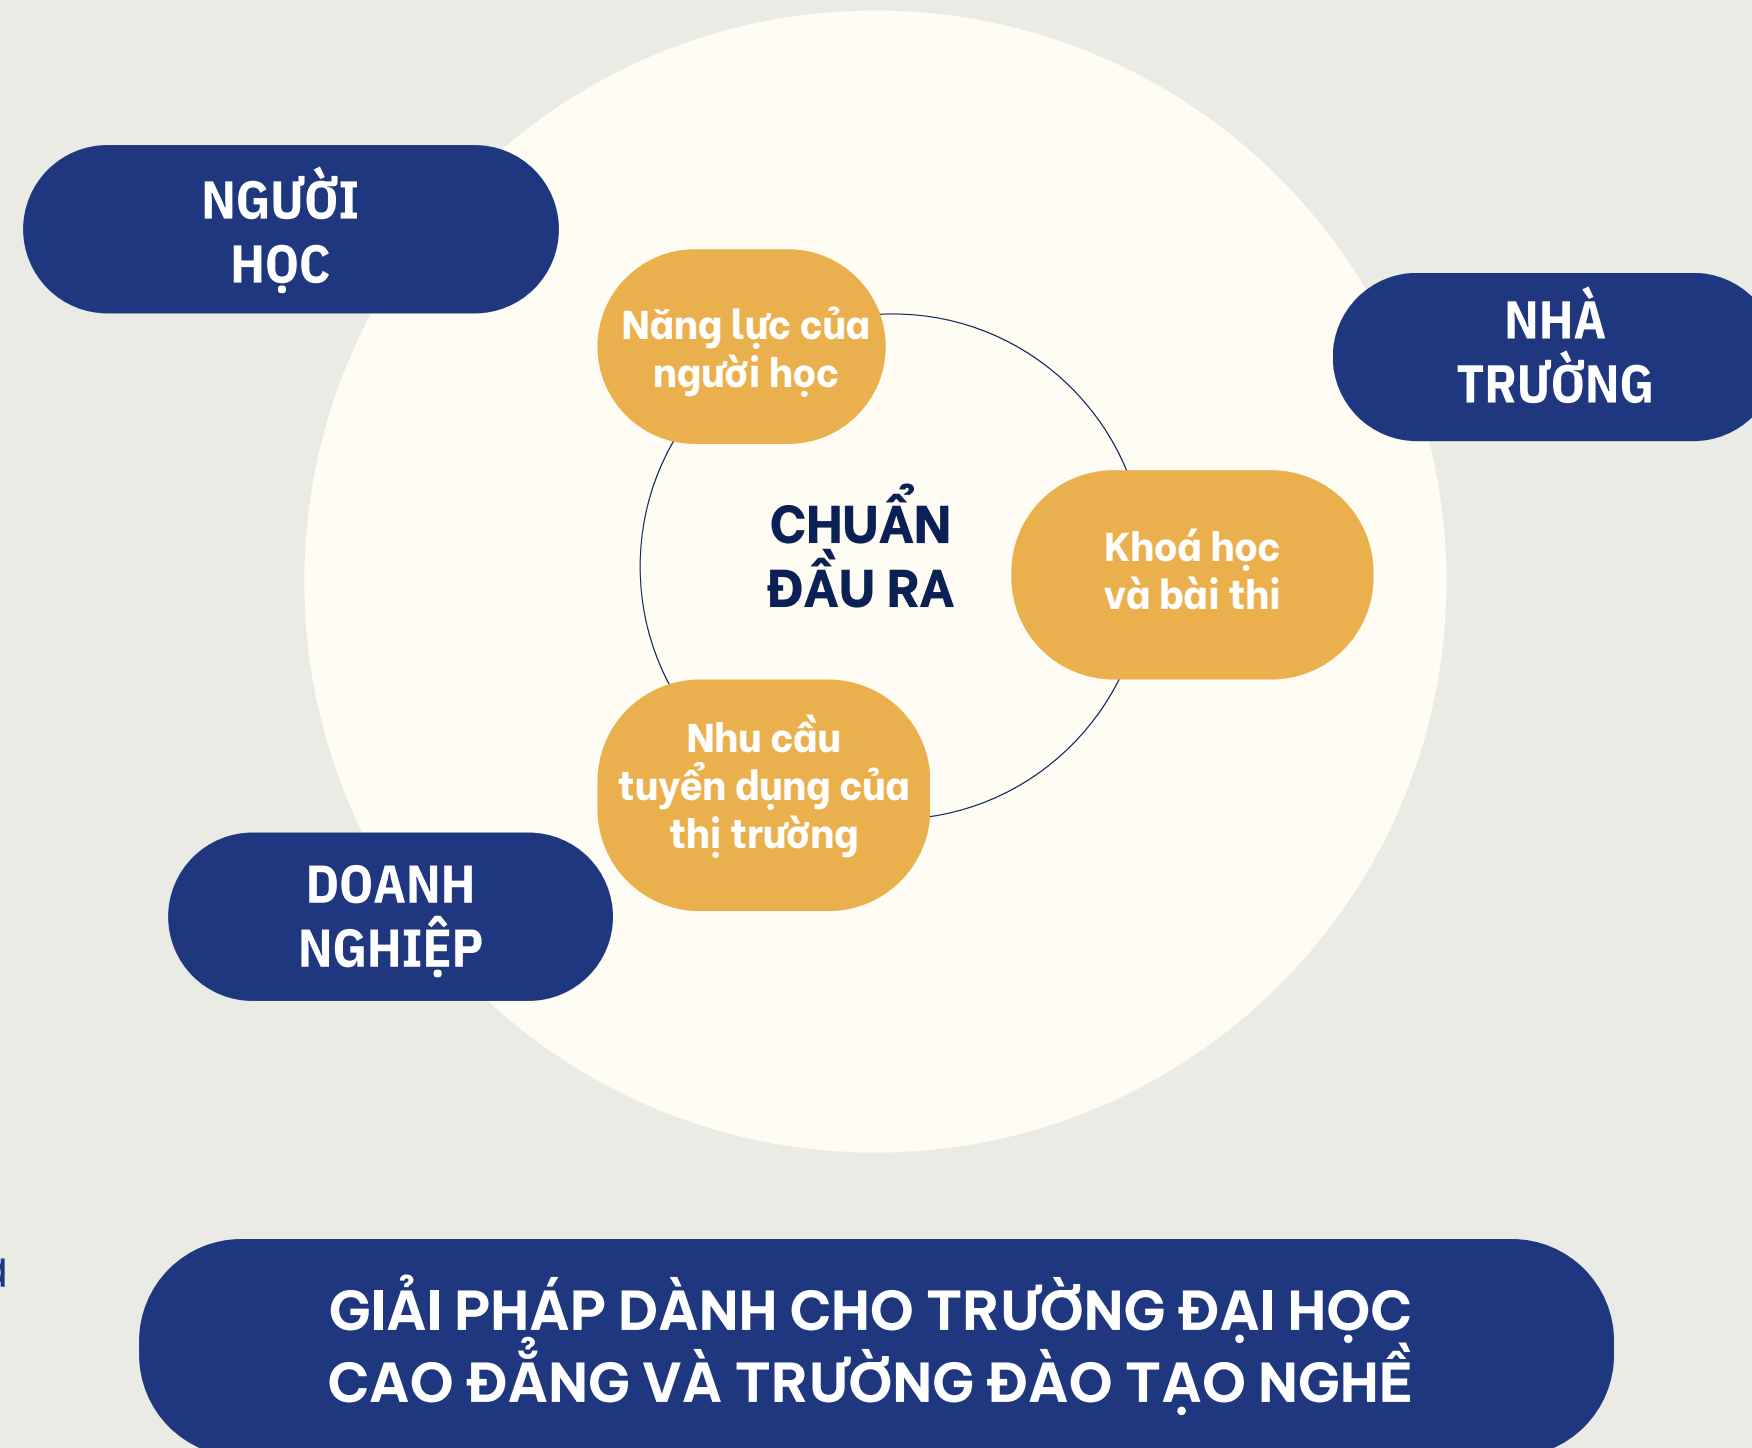 NGƯỜI
HỌC
NHÀ
TRƯỜNG
Năng lực của
người học
CHUẨN
ĐẦU RA
Khoá học
và bài thi
Nhu cầu
tuyển dụng của
thị trường
DOANH
NGHIỆP
GIẢI PHÁP DÀNH CHO TRƯỜNG ĐẠI HỌC
CAO ĐẲNG VÀ TRƯỜNG ĐÀO TẠO NGHỀ